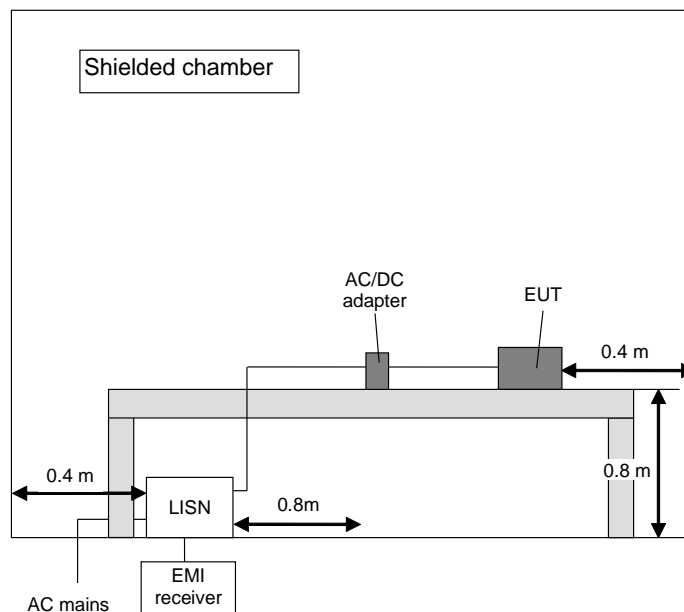 Shielded chamber
AC/DC
adapter
EUT
0.4 m
0.4 m
0.8 m
LISN
0.8m
AC mains
EMI
receiver